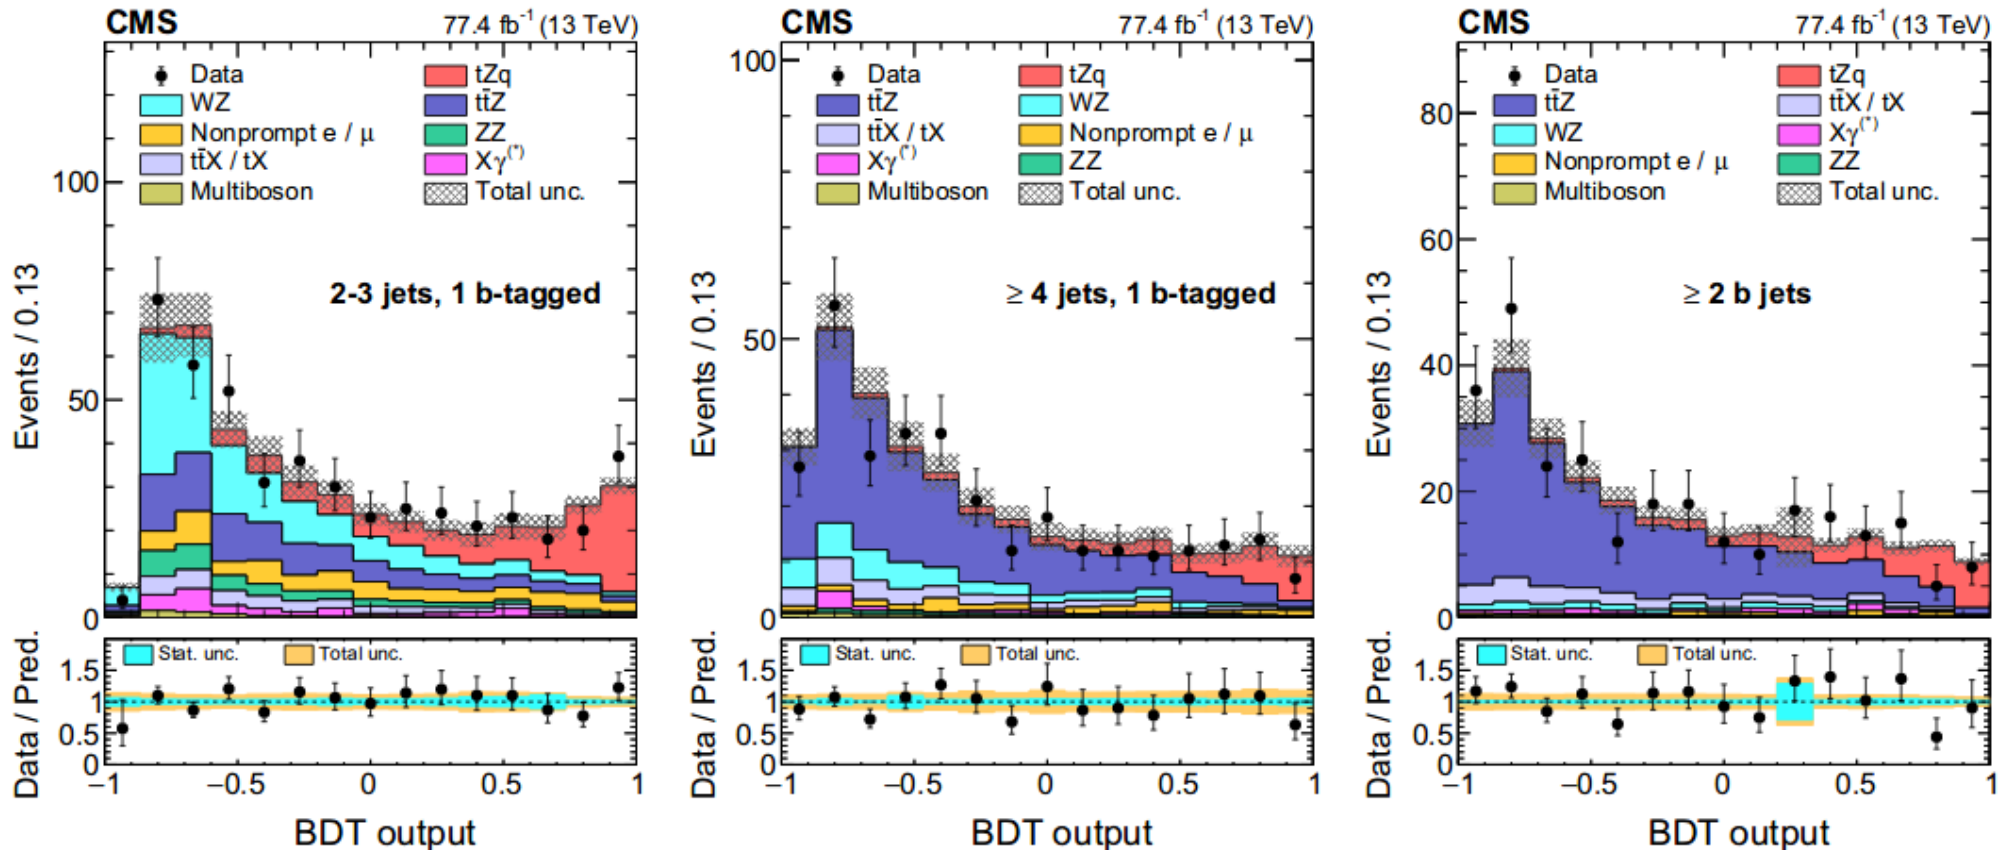 CMS 77.4 fb⁻¹ (13 TeV)
Data tZq
WZ tt̄Z
Nonprompt e / μ ZZ
tt̄X / tX Xγ⁽*⁾
Multiboson Total unc.
2-3 jets, 1 b-tagged
Events / 0.13
100
50
0
Stat. unc. Total unc.
Data / Pred.
1.5
1
0.5
0
−1 −0.5 0 0.5 1
BDT output
CMS 77.4 fb⁻¹ (13 TeV)
Data tZq
tt̄Z WZ
tt̄X / tX Nonprompt e / μ
Xγ⁽*⁾ ZZ
Multiboson Total unc.
≥ 4 jets, 1 b-tagged
Events / 0.13
100
50
0
Stat. unc. Total unc.
Data / Pred.
1.5
1
0.5
0
−1 −0.5 0 0.5 1
BDT output
CMS 77.4 fb⁻¹ (13 TeV)
Data tZq
tt̄Z tt̄X / tX
WZ Xγ⁽*⁾
Nonprompt e / μ ZZ
Multiboson Total unc.
≥ 2 b jets
Events / 0.13
80
60
40
20
0
Stat. unc. Total unc.
Data / Pred.
1.5
1
0.5
0
−1 −0.5 0 0.5 1
BDT output